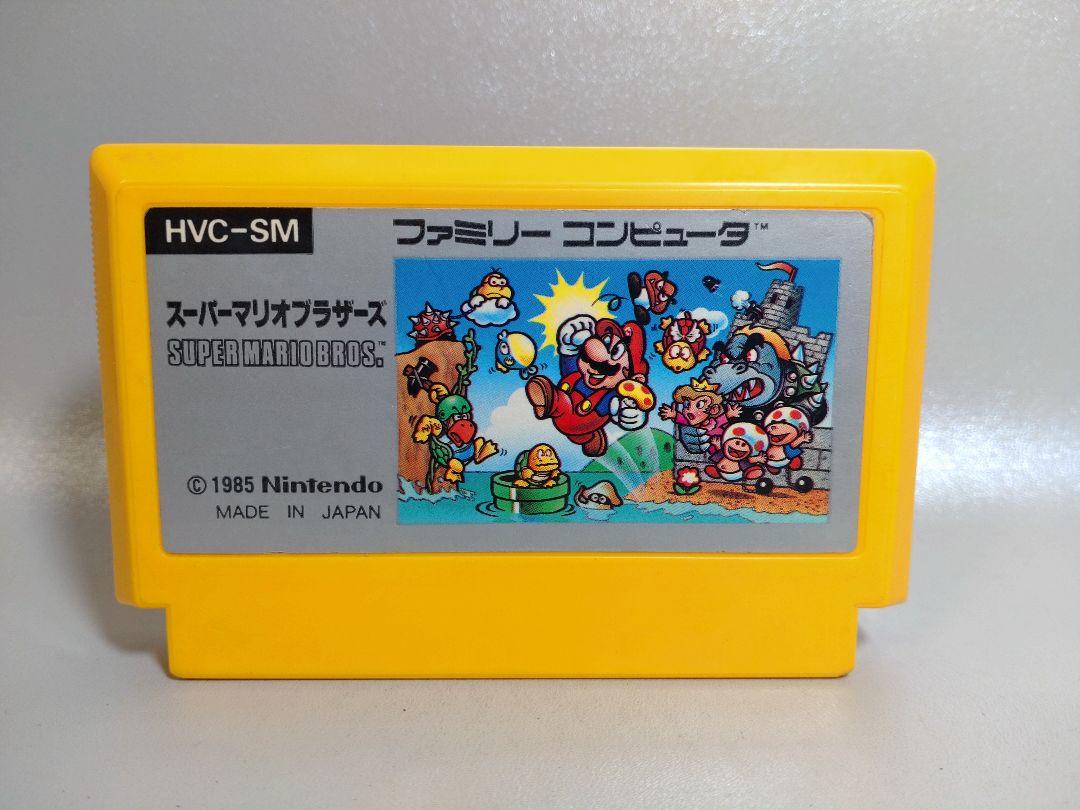 HVC-SM
ファミリー コンピュータ™
スーパーマリオブラザーズ
SUPER MARIO BROS.™
© 1985 Nintendo
MADE IN JAPAN